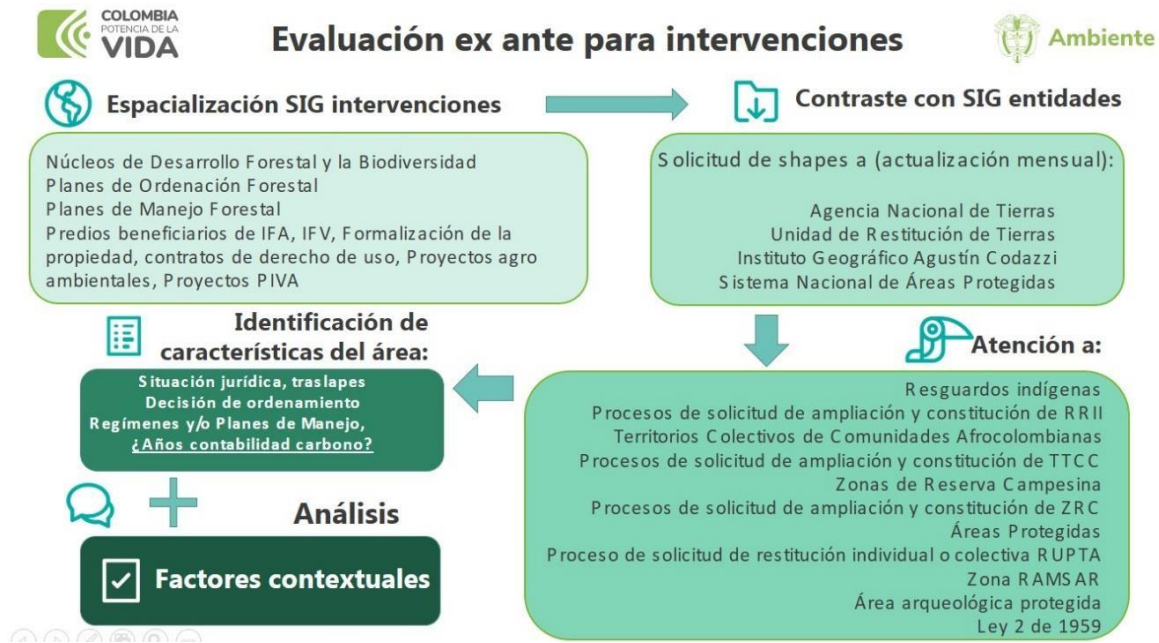 COLOMBIA
POTENCIA DE LA
VIDA
Evaluación ex ante para intervenciones
Ambiente
Espacialización SIG intervenciones
Contraste con SIG entidades
Núcleos de Desarrollo Forestal y la Biodiversidad
Planes de Ordenación Forestal
Planes de Manejo Forestal
Predios beneficiarios de IFA, IFV, Formalización de la
propiedad, contratos de derecho de uso, Proyectos agro
ambientales, Proyectos PIVA
Solicitud de shapes a (actualización mensual):
Agencia Nacional de Tierras
Unidad de Restitución de Tierras
Instituto Geográfico Agustín Codazzi
Sistema Nacional de Áreas Protegidas
Atención a:
Resguardos indígenas
Procesos de solicitud de ampliación y constitución de RRII
Territorios Colectivos de Comunidades Afrocolombianas
Procesos de solicitud de ampliación y constitución de TTCC
Zonas de Reserva Campesina
Procesos de solicitud de ampliación y constitución de ZRC
Áreas Protegidas
Proceso de solicitud de restitución individual o colectiva RUPTA
Zona RAMSAR
Área arqueológica protegida
Ley 2 de 1959
Identificación de
características del área:
Situación jurídica, traslapes
Decisión de ordenamiento
Regímenes y/o Planes de Manejo,
¿Años contabilidad carbono?
Análisis
Factores contextuales